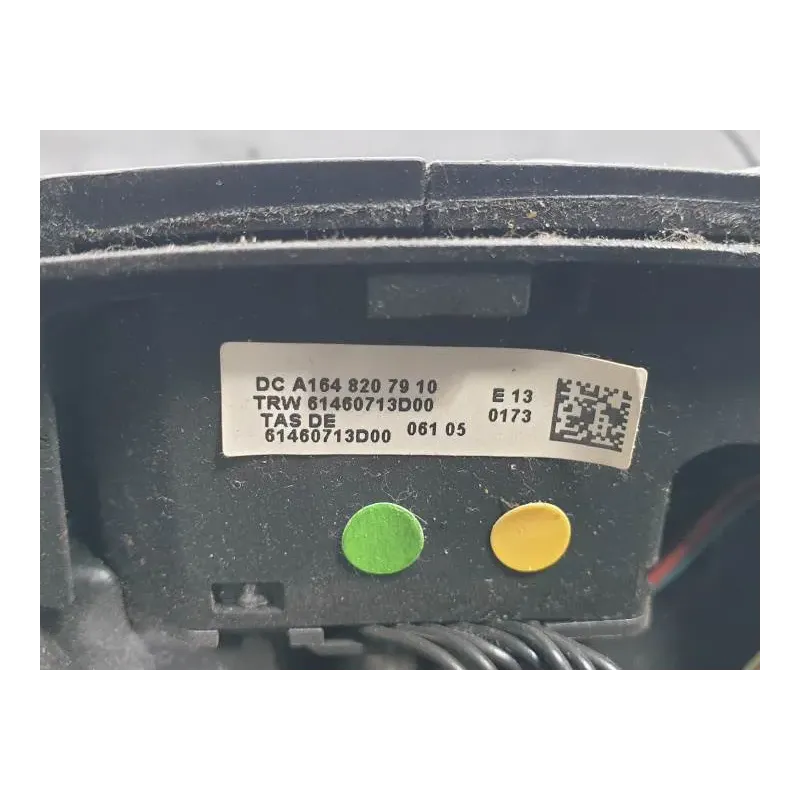 DC A164 820 79 10
TRW 61460713D00
TAS DE
61460713D00 061 05
E 13
0173